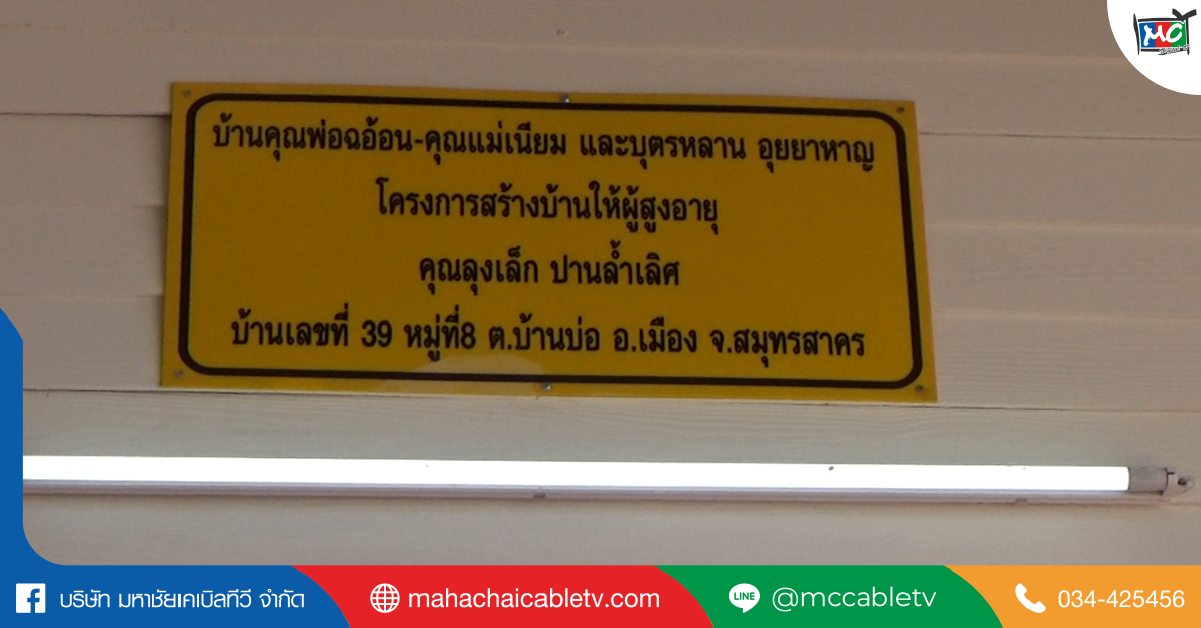 MC
บ้านคุณพ่อฉอ้อน-คุณแม่เนียม และบุตรหลาน อุยยาหาญ
โครงการสร้างบ้านให้ผู้สูงอายุ
คุณลุงเล็ก ปานล้ำเลิศ
บ้านเลขที่ 39 หมู่ที่8 ต.บ้านบ่อ อ.เมือง จ.สมุทรสาคร
บริษัท มหาชัยเคเบิลทีวี จำกัด mahachaicabletv.com LINE @mccabletv 034-425456